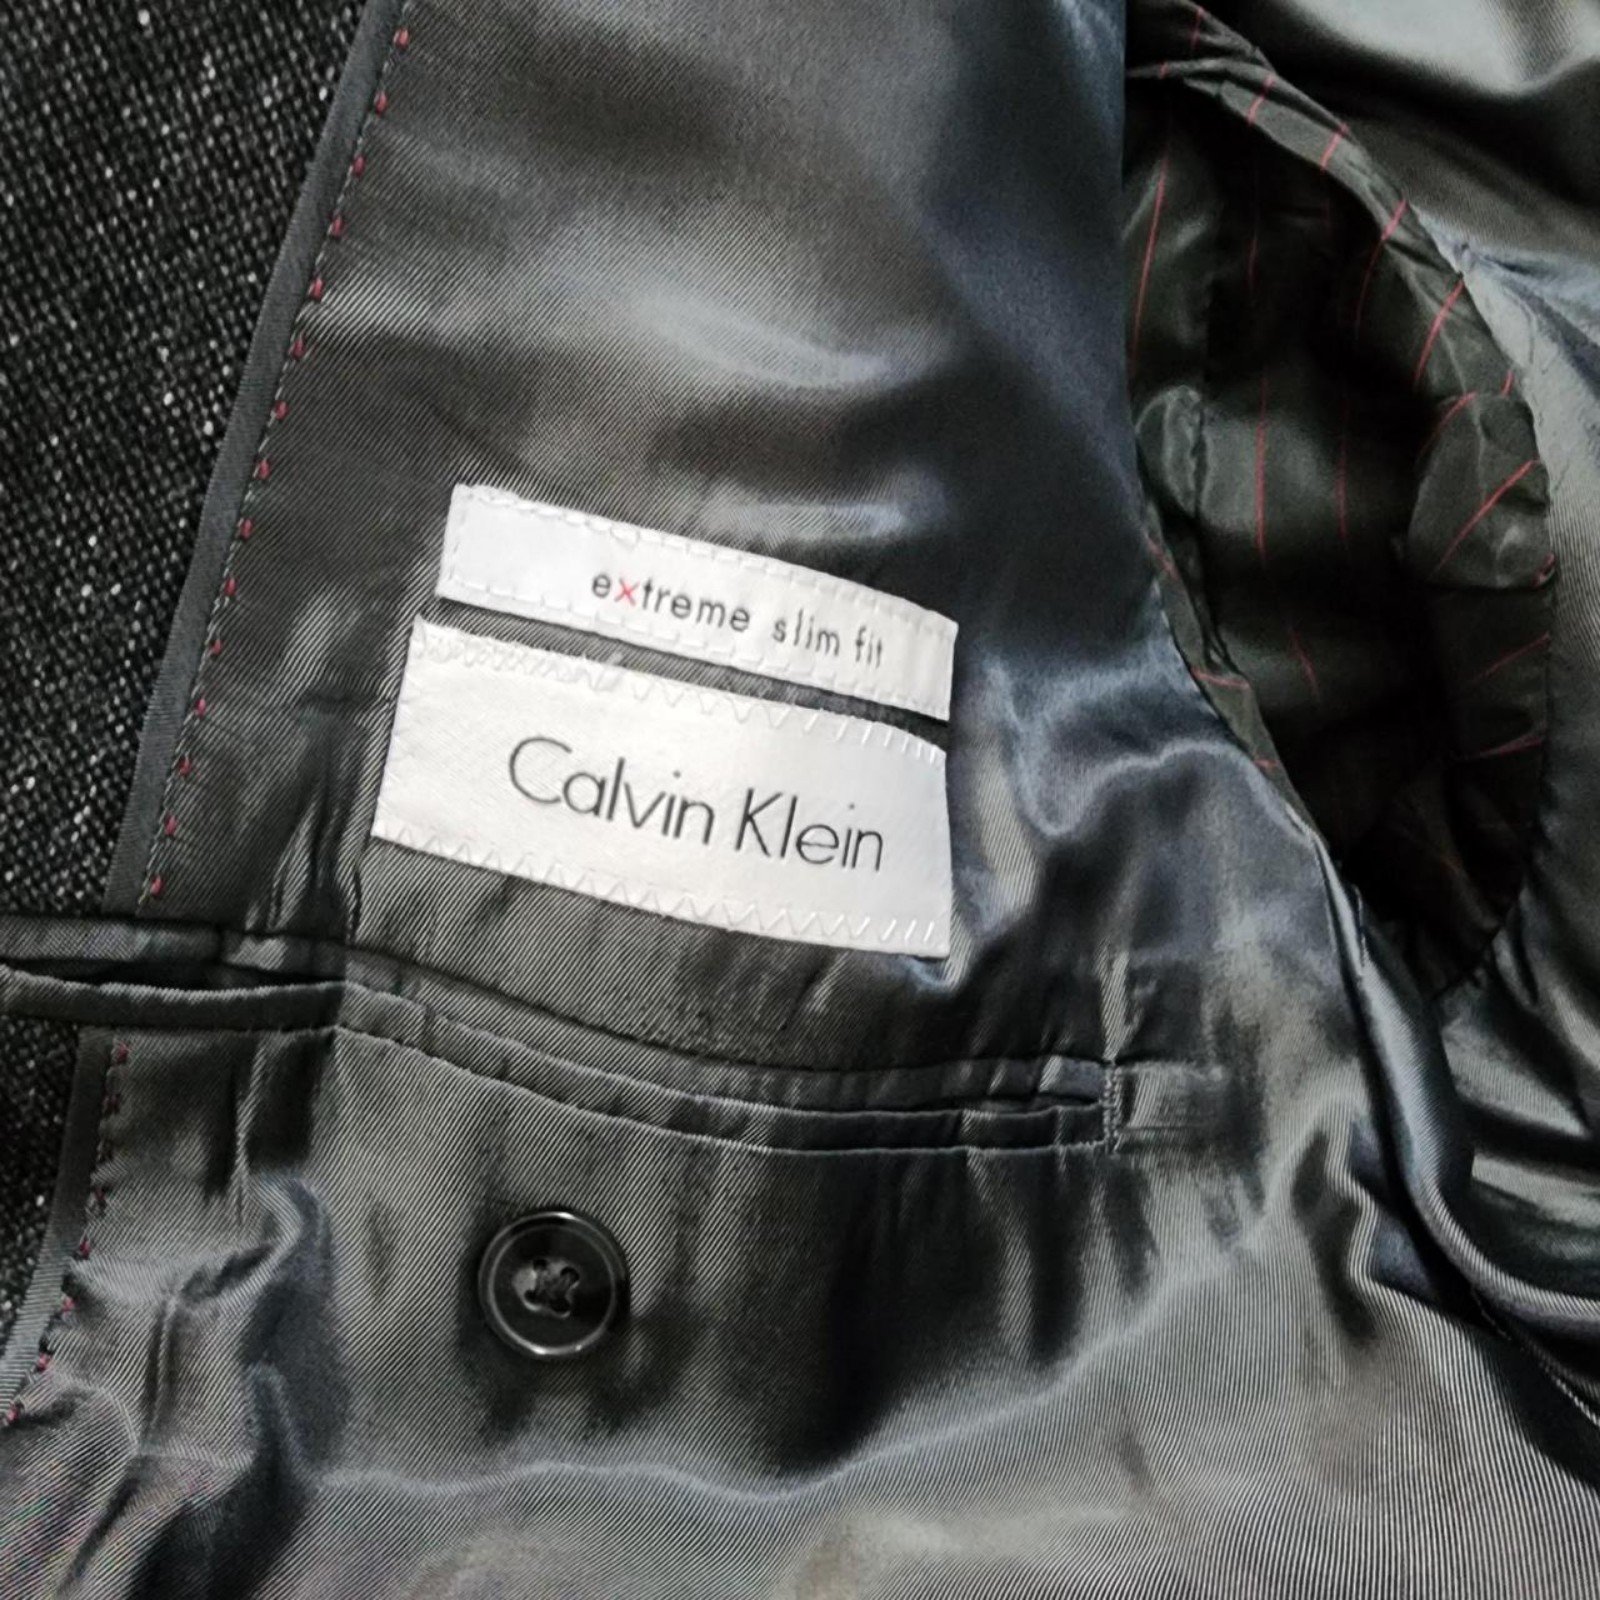 extreme slim fit
Calvin Klein